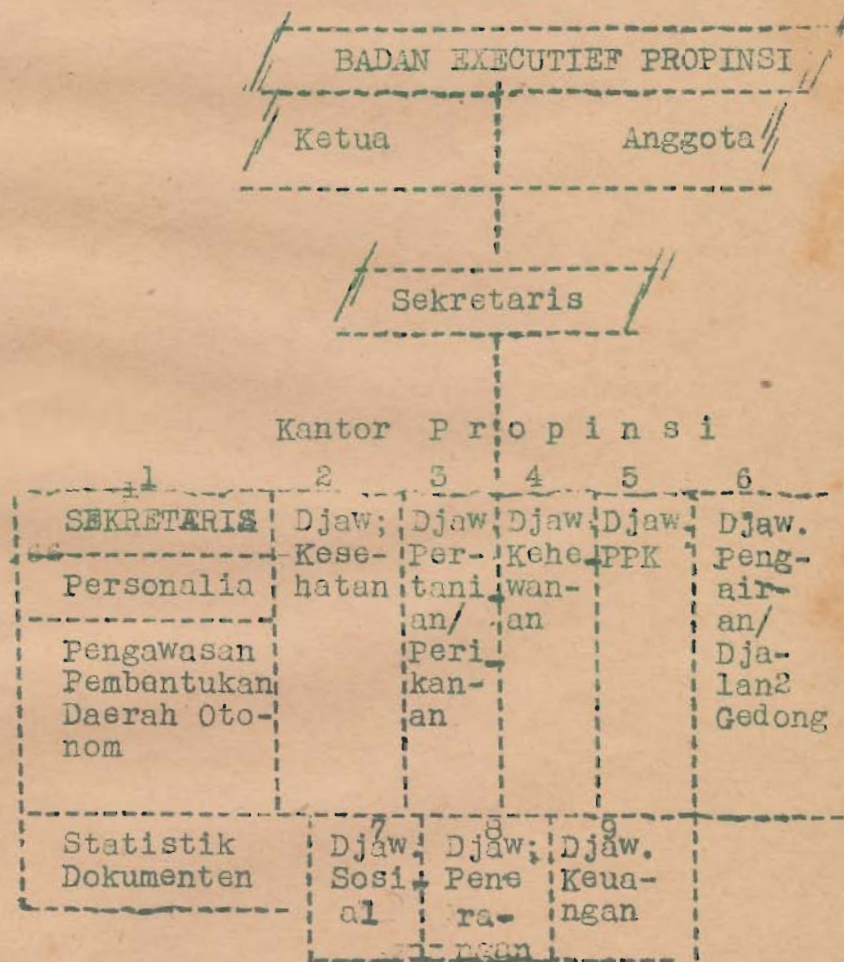 BADAN EXECUTIEF PROPINSI
Ketua Anggota
Sekretaris
Kantor P r o p i n s i
1 2 3 4 5 6
SEKRETARIS
Personalia
Pengawasan
Pembentukan
Daerah Oto-
nom
Djaw;
Kese-
hatan
Djaw.
Per-
tani
an/
Peri
kan-
an
Djaw.
Kehe
wan-
an
Djaw.
PPK
Djaw.
Peng-
air-
an/
Dja-
lan2
Gedong
Statistik
Dokumenten
7 8 9
Djaw.
Sosi
al
Djaw;
Pene
ra-
ngan
Djaw.
Keua-
ngan